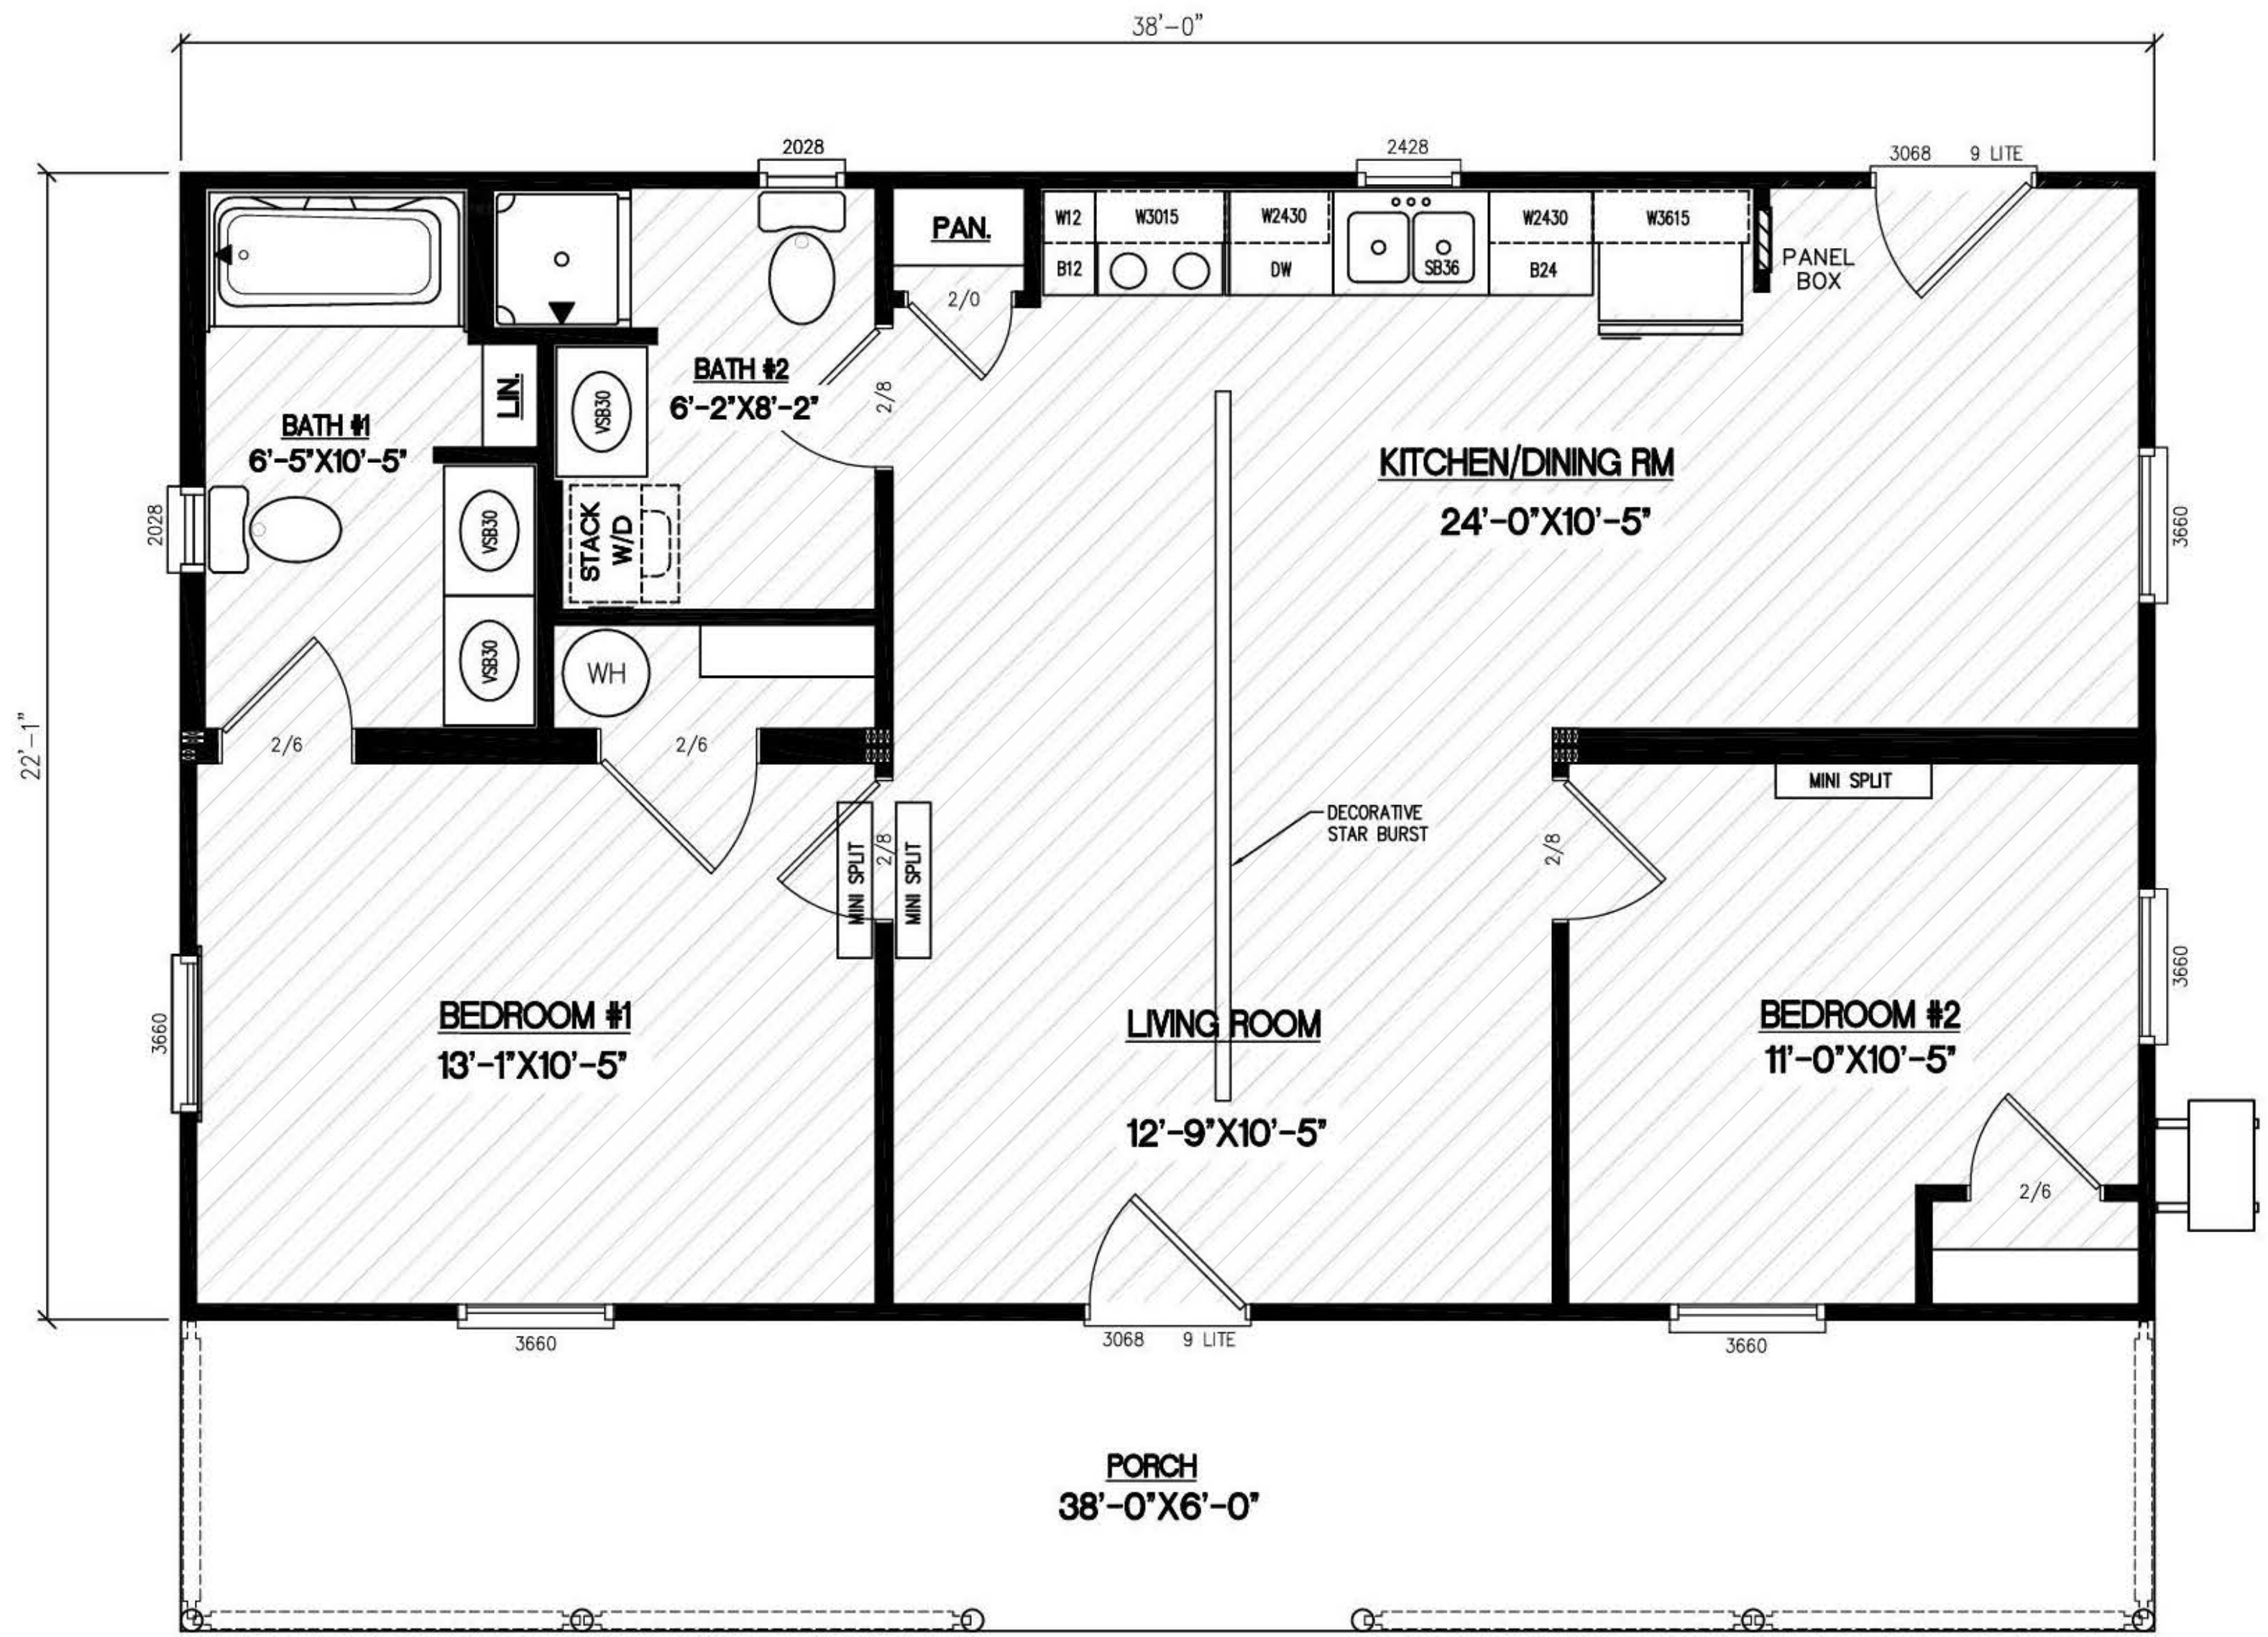 38'-0"
2028
2428
3068 9 LITE
PAN.
W12
W3015
W2430
W2430
W3615
B12
DW
SB36
B24
PANEL
BOX
2/0
LIN.
VSB30
BATH #2
6'-2"X8'-2"
2/8
BATH #1
6'-5"X10'-5"
KITCHEN/DINING RM
24'-0"X10'-5"
2028
VSB30
STACK
W/D
3660
VSB30
WH
22'-1"
2/6
2/6
MINI SPLIT
DECORATIVE
STAR BURST
2/8
2/8
MINI SPLIT
MINI SPLIT
3660
3660
BEDROOM #1
13'-1"X10'-5"
LIVING ROOM
12'-9"X10'-5"
BEDROOM #2
11'-0"X10'-5"
2/6
3660
3068 9 LITE
3660
PORCH
38'-0"X6'-0"